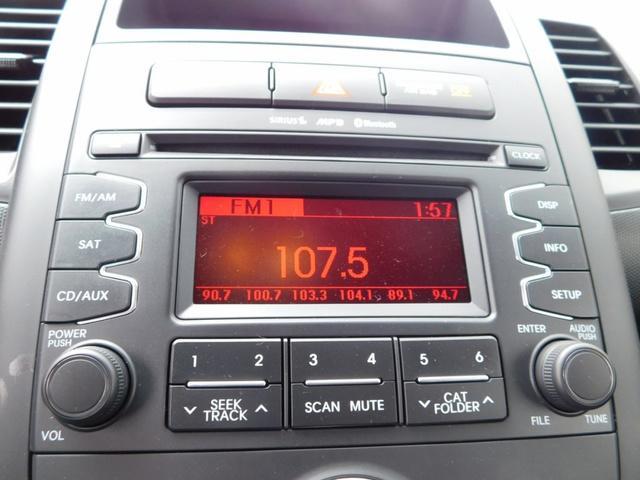 SIRIUS MP3 Bluetooth
CLOCK
FM/AM
SAT
CD/AUX
FM1 1:57
ST
107.5
90.7 100.7 103.3 104.1 89.1 94.7
DISP
INFO
SETUP
POWER
PUSH
VOL
1 2
SEEK
TRACK
3 4
SCAN MUTE
5 6
CAT
FOLDER
ENTER
AUDIO
PUSH
FILE
TUNE